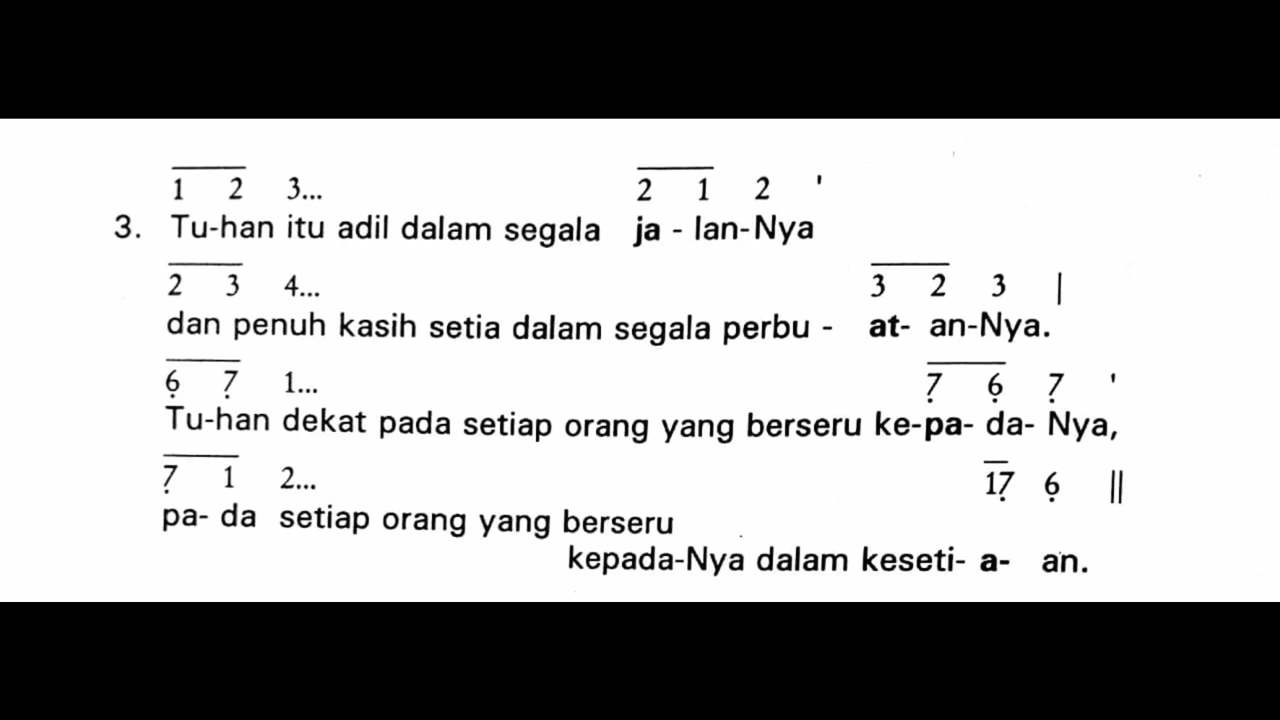 1 2 3... 2 1 2 '
3. Tu-han itu adil dalam segala ja - lan-Nya
2 3 4... 3 2 3 |
dan penuh kasih setia dalam segala perbu - at- an-Nya.
6̣ 7̣ 1... 7̣ 6̣ 7̣ '
Tu-han dekat pada setiap orang yang berseru ke-pa- da- Nya,
7̣ 1 2... 17̣ 6̣ ||
pa- da setiap orang yang berseru
kepada-Nya dalam keseti- a- an.